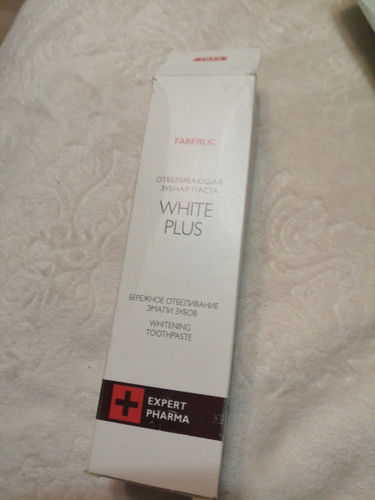 FABERLIC
ОТБЕЛИВАЮЩАЯ
ЗУБНАЯ ПАСТА
WHITE
PLUS
БЕРЕЖНОЕ ОТБЕЛИВАНИЕ
ЭМАЛИ ЗУБОВ
WHITENING
TOOTHPASTE
EXPERT
PHARMA